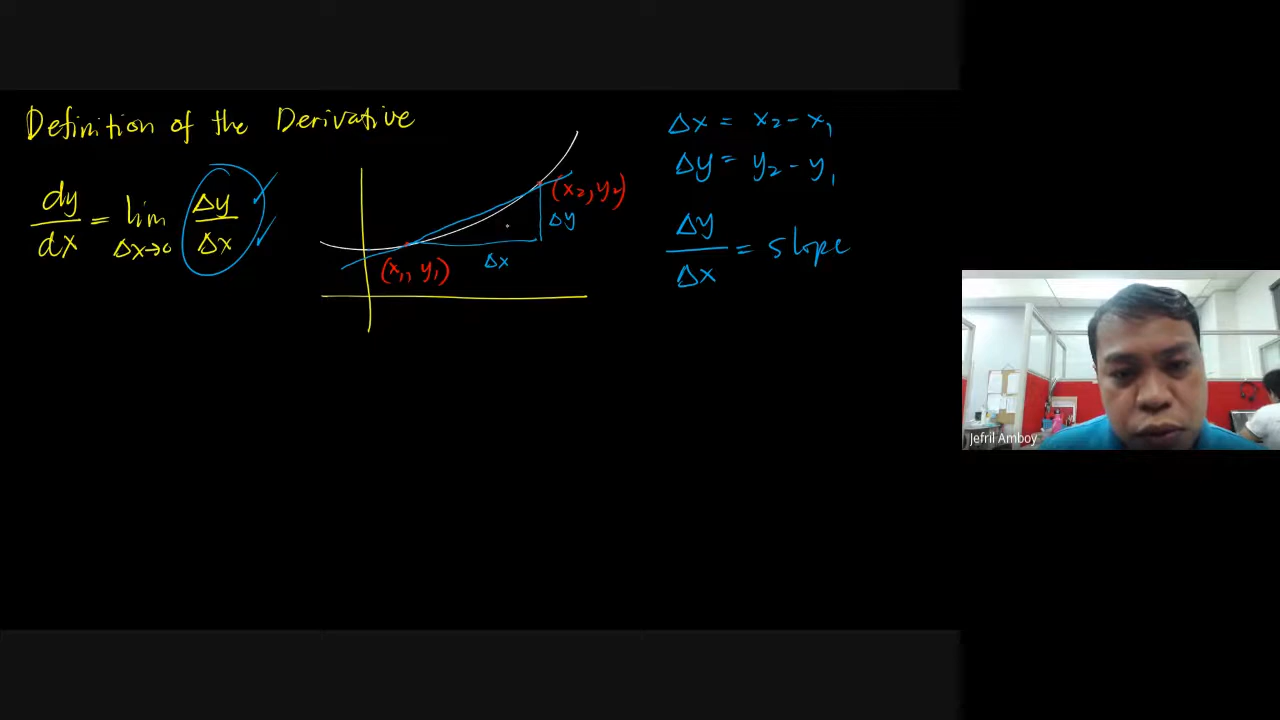 Definition of the Derivative
dy/dx = lim Δx→0 Δy/Δx
(x₁, y₁)
Δx
Δy
(x₂, y₂)
Δx = x₂ - x₁
Δy = y₂ - y₁
Δy/Δx = slope
Jefril Amboy